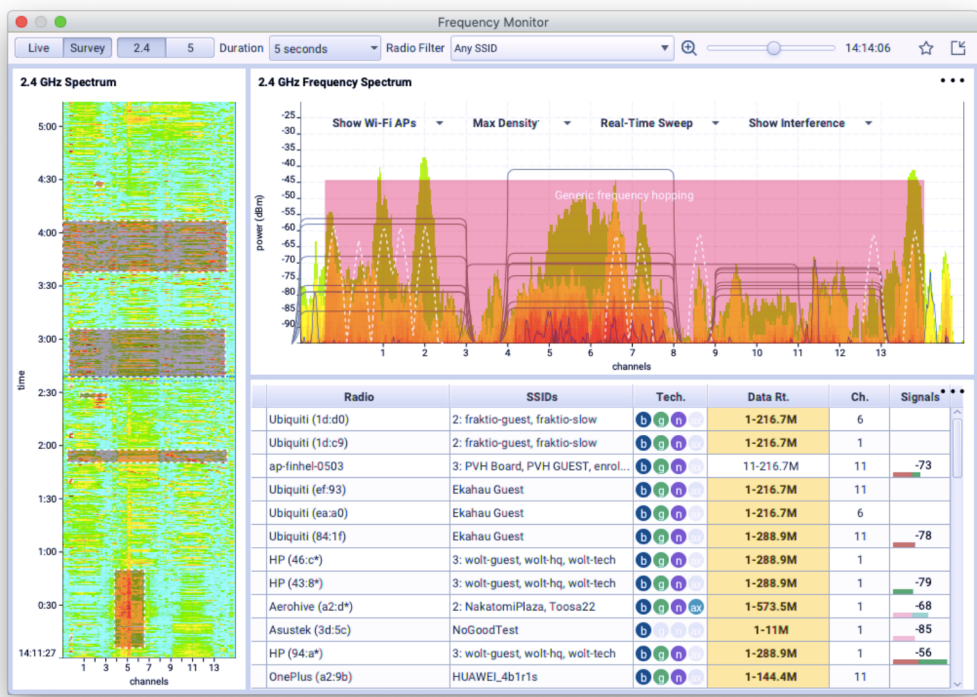 Frequency Monitor
Live Survey 2.4 5 Duration 5 seconds Radio Filter Any SSID 14:14:06
2.4 GHz Spectrum
5:00
4:30
4:00
3:30
3:00
2:30
2:00
1:30
1:00
0:30
14:11:27
time
1 3 5 7 9 11 13
channels
2.4 GHz Frequency Spectrum
Show Wi-Fi APs Max Density Real-Time Sweep Show Interference
-25
-30
-35
-40
-45
-50
-55
-60
-65
-70
-75
-80
-85
-90
power (dBm)
Generic frequency hopping
1 2 3 4 5 6 7 8 9 10 11 12 13
channels
Radio SSIDs Tech. Data Rt. Ch. Signals
Ubiquiti (1d:d0) 2: fraktio-guest, fraktio-slow b g n ax 1-216.7M 6
Ubiquiti (1d:c9) 2: fraktio-guest, fraktio-slow b g n ax 1-216.7M 1
ap-finhel-0503 3: PVH Board, PVH GUEST, enrol... b g n ax 11-216.7M 11 -73
Ubiquiti (ef:93) Ekahau Guest b g n ax 1-216.7M 11
Ubiquiti (ea:a0) Ekahau Guest b g n ax 1-216.7M 6
Ubiquiti (84:1f) Ekahau Guest b g n ax 1-288.9M 11 -78
HP (46:c*) 3: wolt-guest, wolt-hq, wolt-tech b g n ax 1-288.9M 1
HP (43:8*) 3: wolt-guest, wolt-hq, wolt-tech b g n ax 1-288.9M 1 -79
Aerohive (a2:d*) 2: NakatomiPlaza, Toosa22 b g n ax 1-573.5M 1 -68
Asustek (3d:5c) NoGoodTest b g n ax 1-11M 1 -85
HP (94:a*) 3: wolt-guest, wolt-hq, wolt-tech b g n ax 1-288.9M 1 -56
OnePlus (a2:9b) HUAWEI_4b1r1s b g n ax 1-144.4M 11